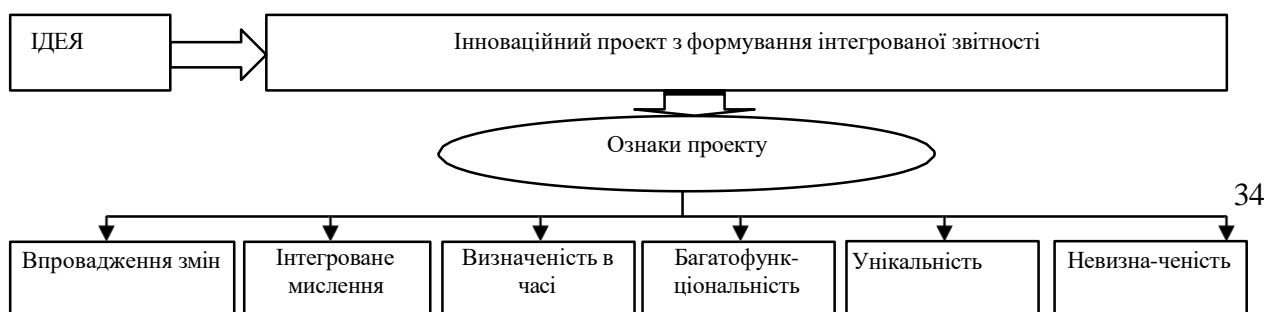 ІДЕЯ
Інноваційний проект з формування інтегрованої звітності
Ознаки проекту
34
Впровадження змін
Інтегроване
мислення
Визначеність в
часі
Багатофунк-
ціональність
Унікальність
Невизна-ченість